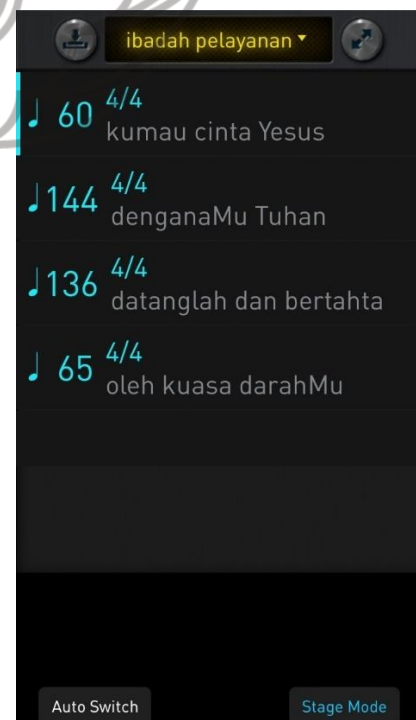 ibadah pelayanan
60 4/4
kumau cinta Yesus
144 4/4
denganaMu Tuhan
136 4/4
datanglah dan bertahta
65 4/4
oleh kuasa darahMu
Auto Switch
Stage Mode